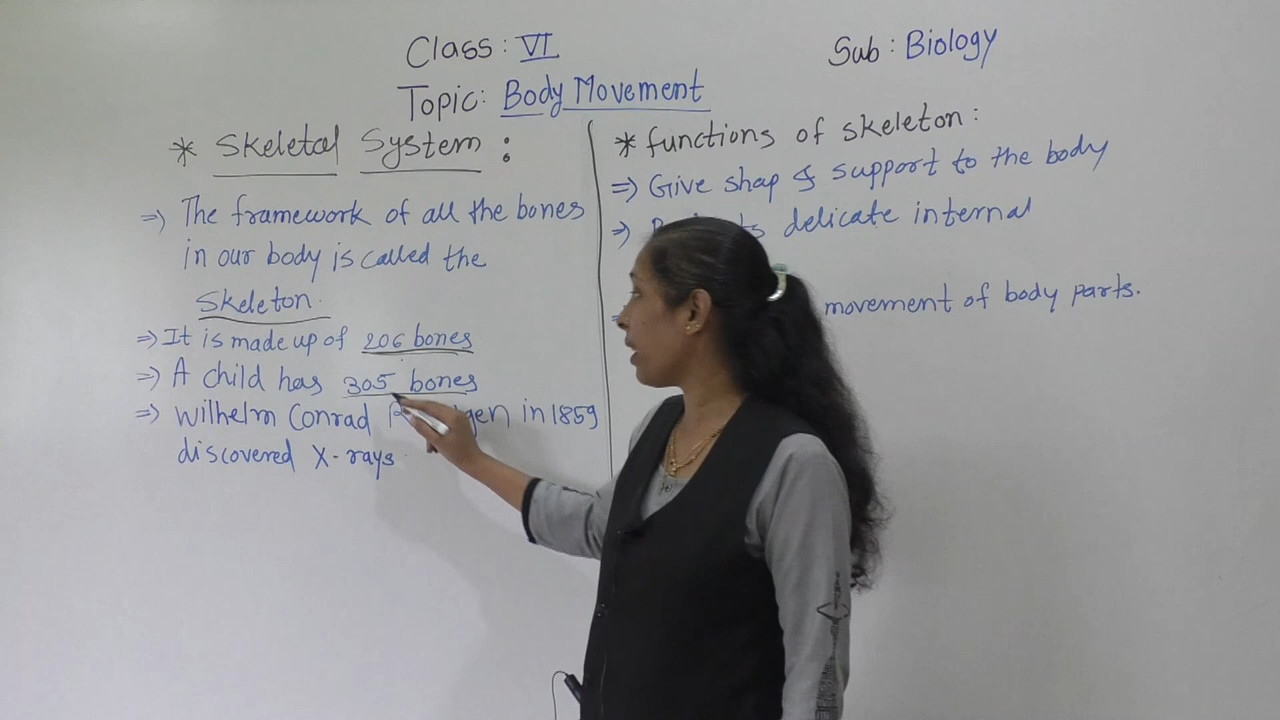 Class: VI
Sub: Biology
Topic: Body Movement
* Skeletal System:
=> The framework of all the bones
in our body is called the
Skeleton.
=> It is made up of 206 bones
=> A child has 305 bones
=> Wilhelm Conrad in 1859
discovered X-rays
* functions of skeleton:
=> Give shap & support to the body
=> delicate internal
movement of body parts.